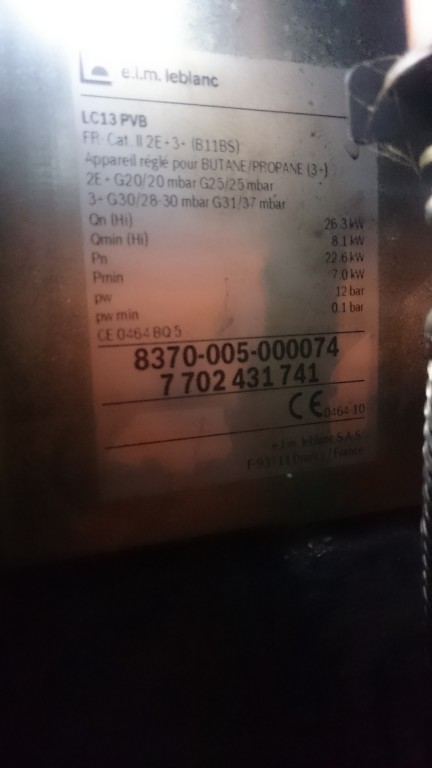 e.l.m. leblanc
LC13 PVB
FR- Cat. II 2E+3+ (B11BS)
Appareil réglé pour BUTANE/PROPANE (3+)
2E+ G20/20 mbar G25/25 mbar
3+ G30/28-30 mbar G31/37 mbar
Qn (Hi) 26.3 kW
Qmin (Hi) 8.1 kW
Pn 22.6 kW
Pmin 7.0 kW
pw 12 bar
pw min 0.1 bar
CE 0464 BQ 5
8370-005-000074
7 702 431 741
CE 0464-10
e.l.m. leblanc S.A.S.
/ France